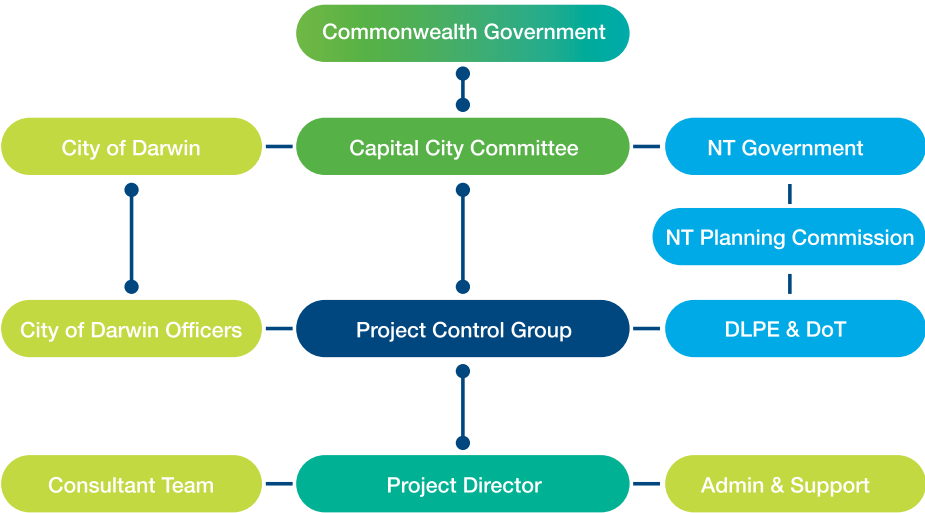 Commonwealth Government
City of Darwin
Capital City Committee
NT Government
NT Planning Commission
City of Darwin Officers
Project Control Group
DLPE & DoT
Consultant Team
Project Director
Admin & Support